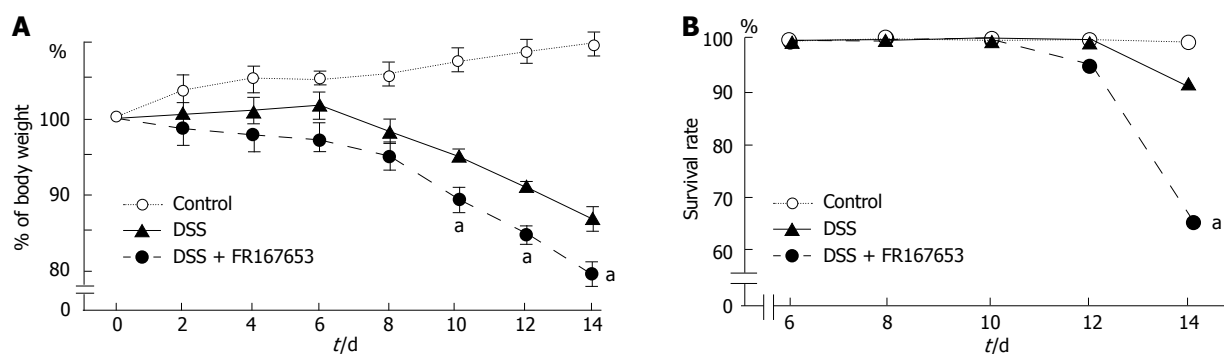 A
%
% of body weight
100
90
80
0
Control
DSS
DSS + FR167653
a
a
a
0 2 4 6 8 10 12 14
t/d
B
%
Survival rate
100
90
80
70
60
0
Control
DSS
DSS + FR167653
a
6 8 10 12 14
t/d